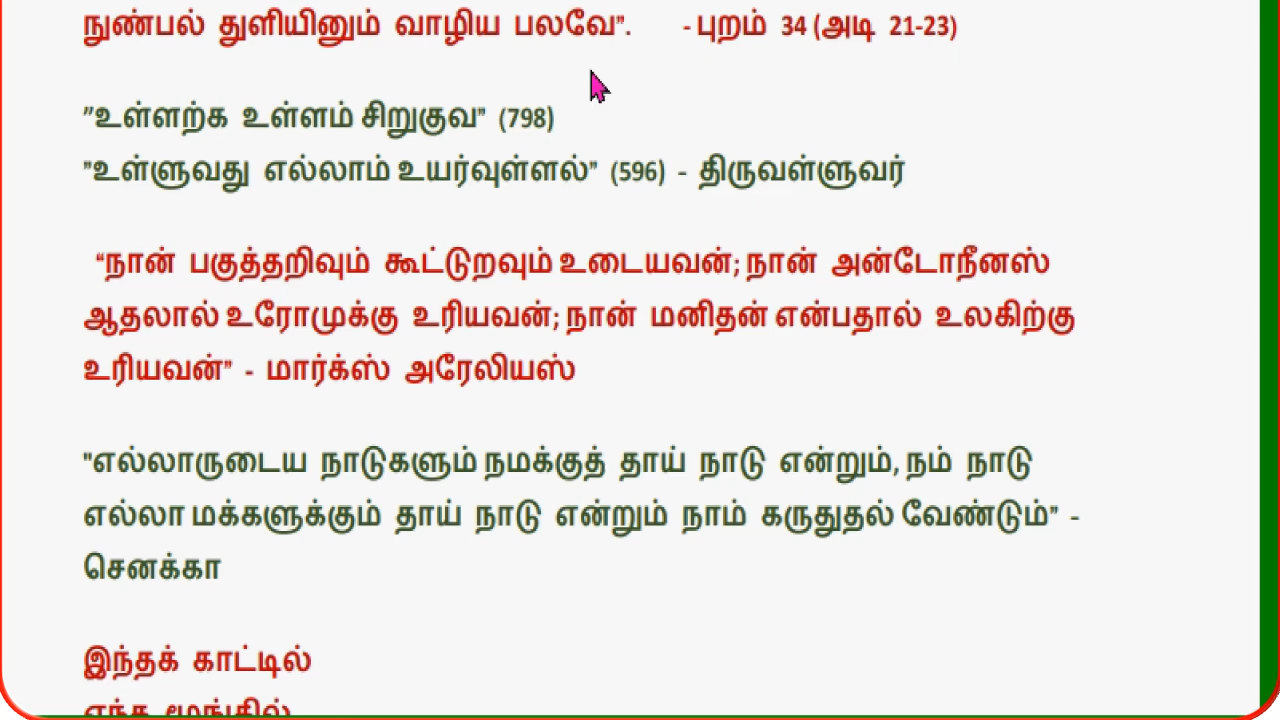 நுண்பல் துளியினும் வாழிய பலவே". - புறம் 34 (அடி 21-23)
"உள்ளற்க உள்ளம் சிறுகுவ" (798)
"உள்ளுவது எல்லாம் உயர்வுள்ளல்" (596) - திருவள்ளுவர்
“நான் பகுத்தறிவும் கூட்டுறவும் உடையவன்; நான் அன்டோநீனஸ்
ஆதலால் உரோமுக்கு உரியவன்; நான் மனிதன் என்பதால் உலகிற்கு
உரியவன்" - மார்க்ஸ் அரேலியஸ்
"எல்லாருடைய நாடுகளும் நமக்குத் தாய் நாடு என்றும், நம் நாடு
எல்லா மக்களுக்கும் தாய் நாடு என்றும் நாம் கருதுதல் வேண்டும்" -
செனக்கா
இந்தக் காட்டில்
எந்த மூங்கில்